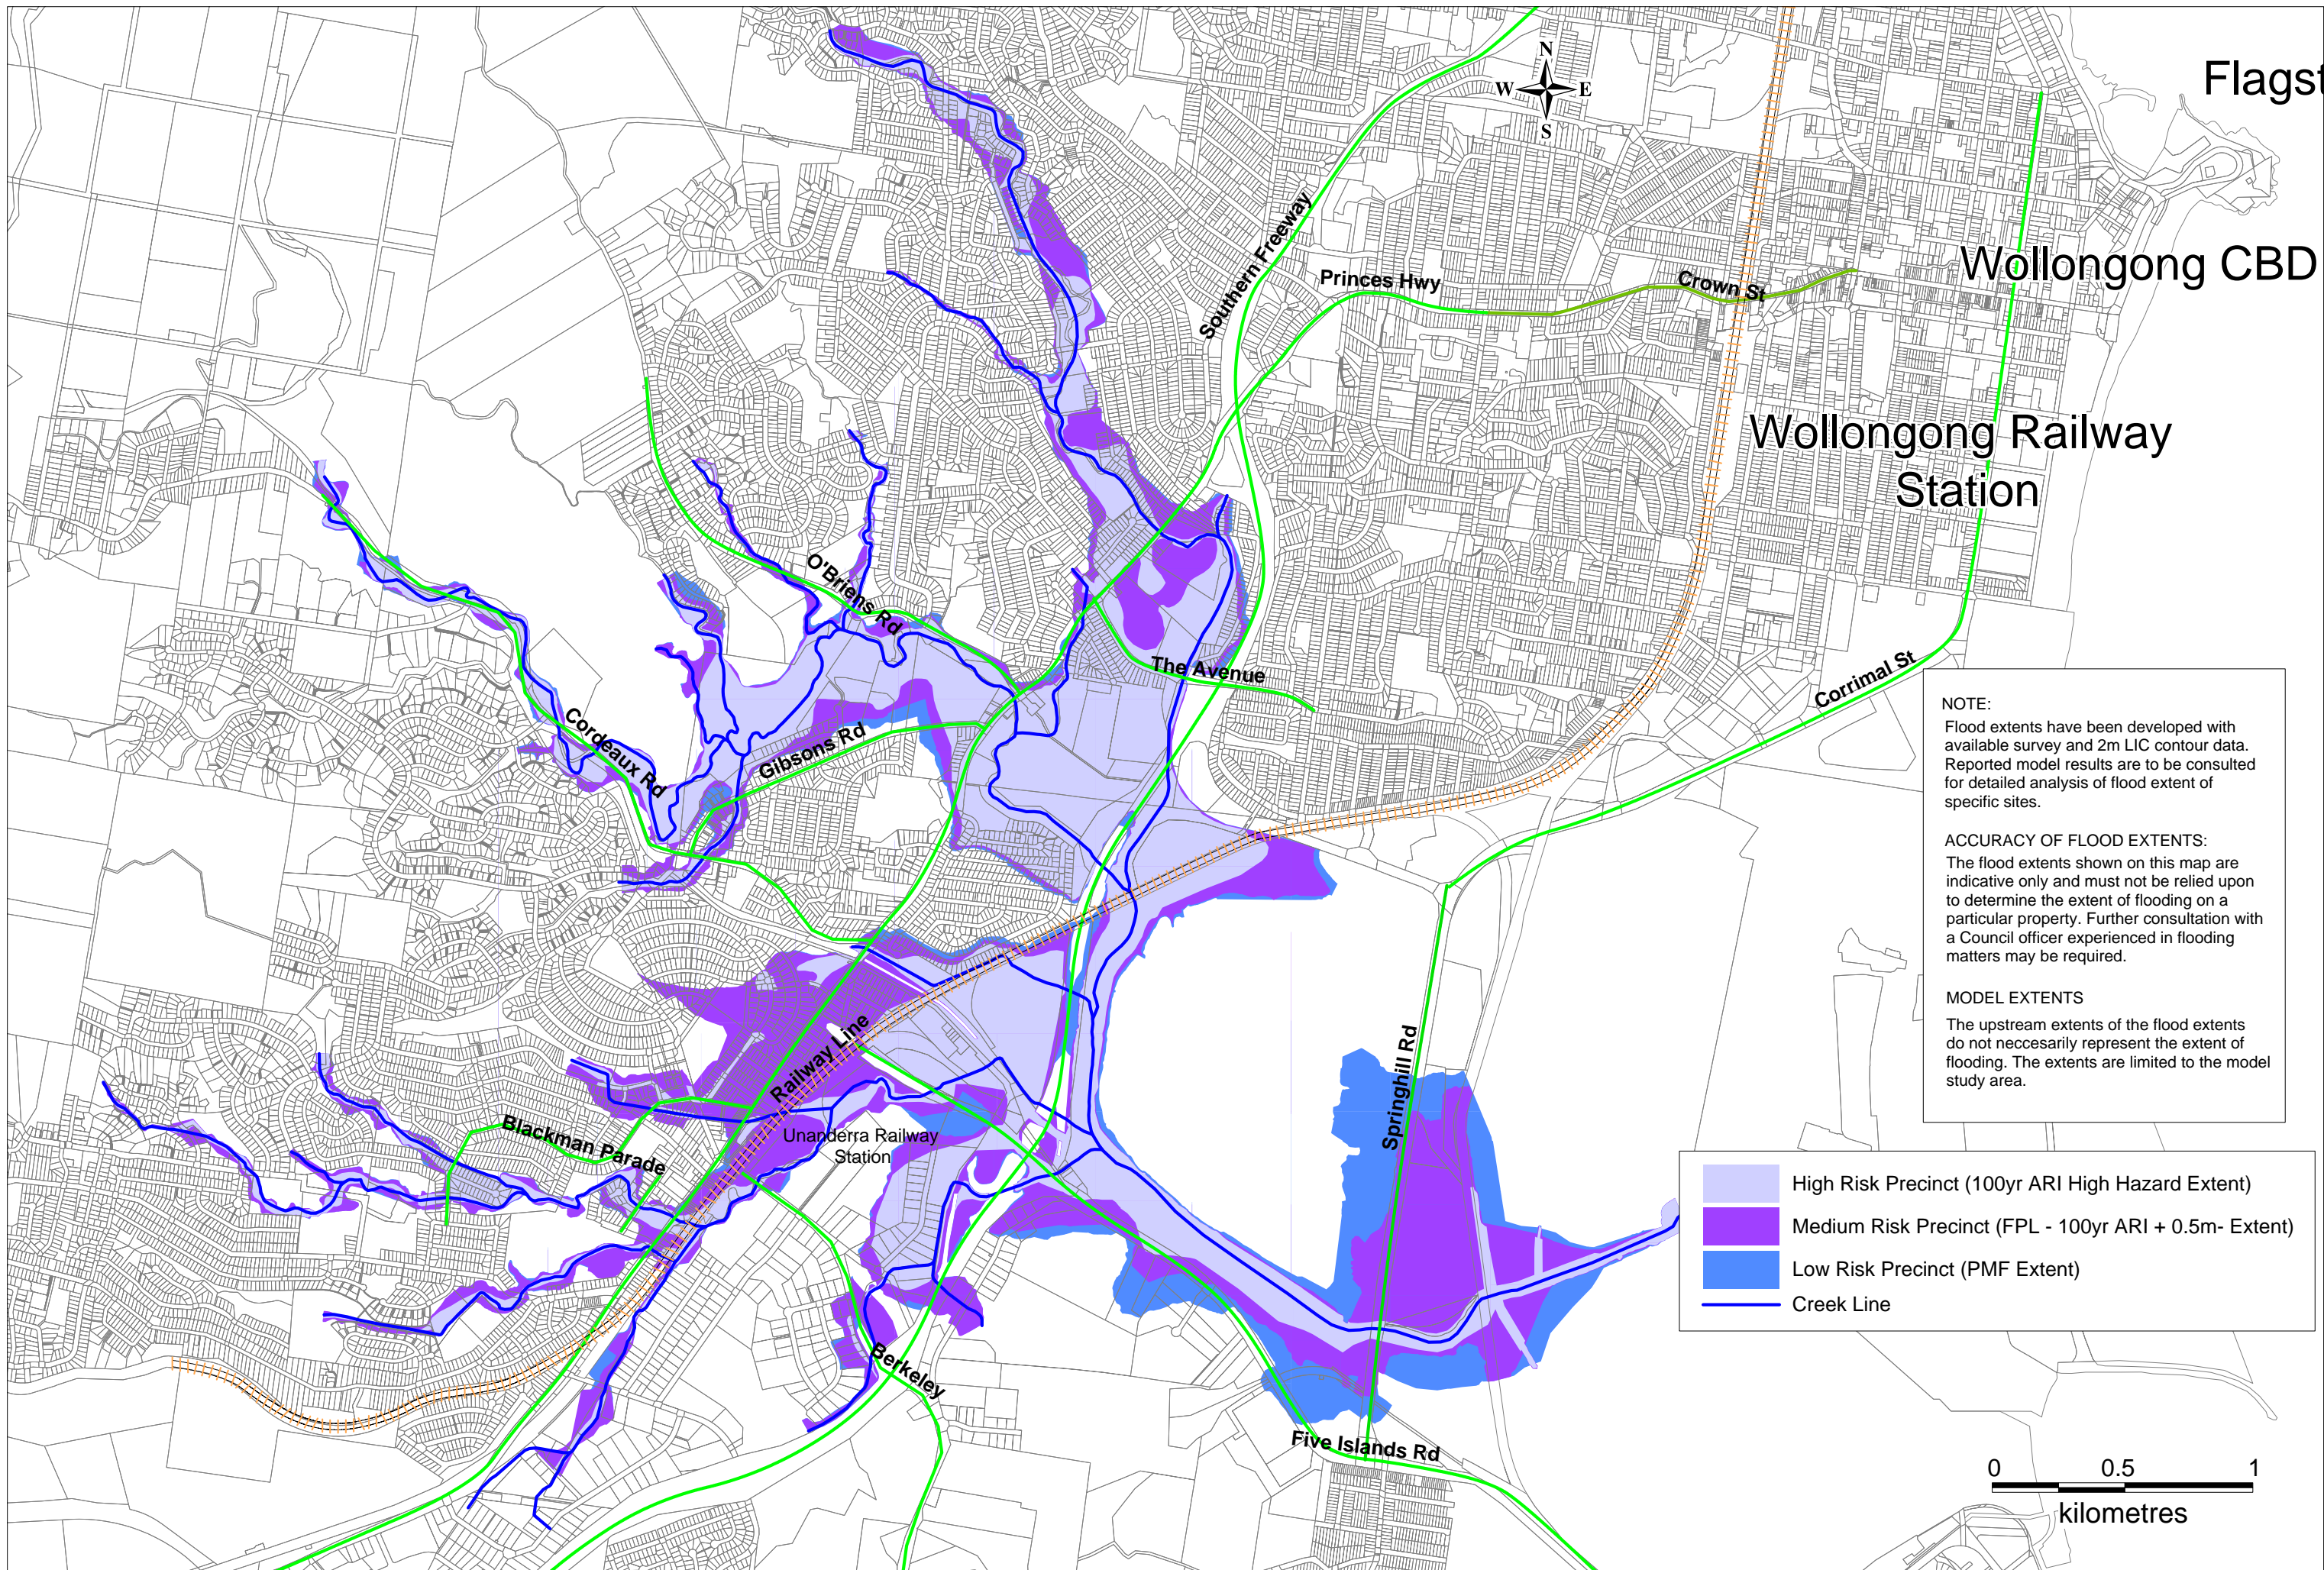 N
W
E
S
Flagst
Southern Freeway
Princes Hwy
Crown St
Wollongong CBD
Wollongong Railway
Station
O'Briens Rd
The Avenue
Corrimal St
Cordeaux Rd
Gibsons Rd
Railway Line
Springhill Rd
Blackman Parade
Unanderra Railway
Station
Berkeley
Five Islands Rd
NOTE:
Flood extents have been developed with
available survey and 2m LIC contour data.
Reported model results are to be consulted
for detailed analysis of flood extent of
specific sites.
ACCURACY OF FLOOD EXTENTS:
The flood extents shown on this map are
indicative only and must not be relied upon
to determine the extent of flooding on a
particular property. Further consultation with
a Council officer experienced in flooding
matters may be required.
MODEL EXTENTS
The upstream extents of the flood extents
do not neccesarily represent the extent of
flooding. The extents are limited to the model
study area.
High Risk Precinct (100yr ARI High Hazard Extent)
Medium Risk Precinct (FPL - 100yr ARI + 0.5m- Extent)
Low Risk Precinct (PMF Extent)
Creek Line
0 0.5 1
kilometres